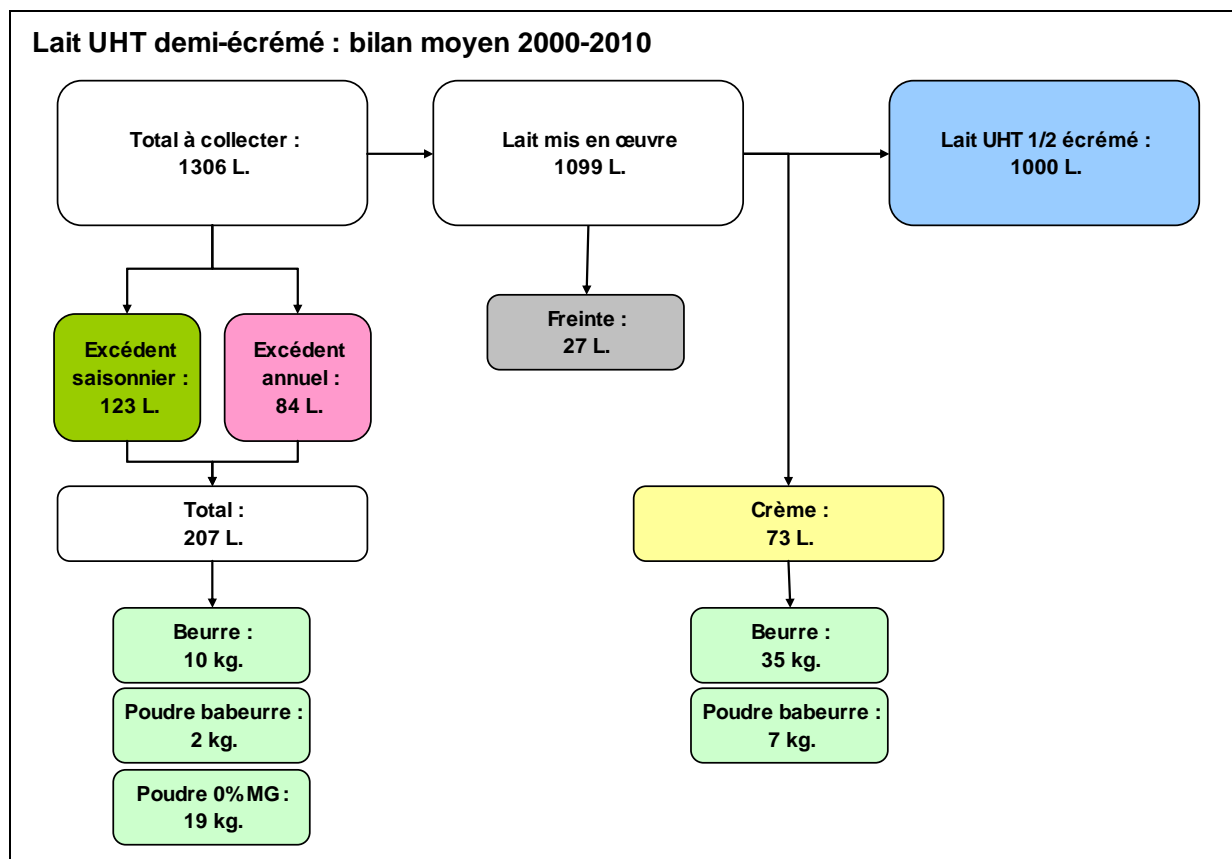 Lait UHT demi-écrémé : bilan moyen 2000-2010
Total à collecter :
1306 L.
Lait mis en œuvre
1099 L.
Lait UHT 1/2 écrémé :
1000 L.
Excédent
saisonnier :
123 L.
Excédent
annuel :
84 L.
Freinte :
27 L.
Total :
207 L.
Crème :
73 L.
Beurre :
10 kg.
Poudre babeurre :
2 kg.
Poudre 0% MG :
19 kg.
Beurre :
35 kg.
Poudre babeurre :
7 kg.